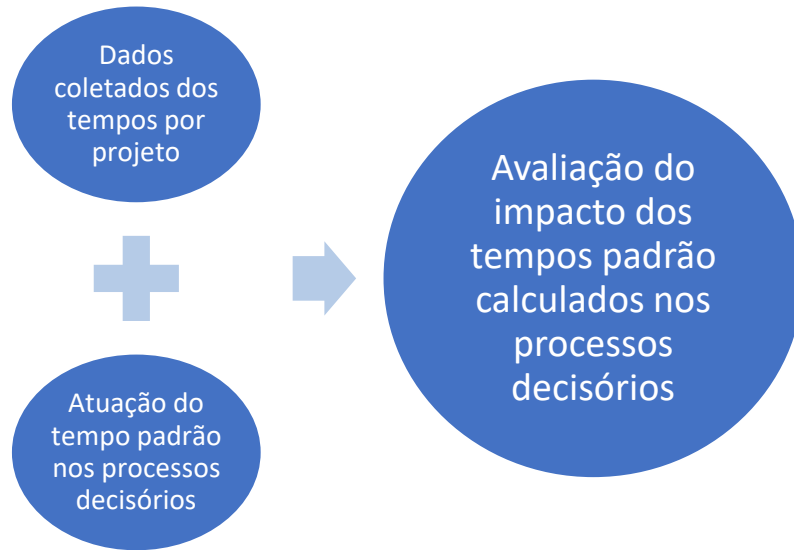 Dados
coletados dos
tempos por
projeto
Atuação do
tempo padrão
nos processos
decisórios
Avaliação do
impacto dos
tempos padrão
calculados nos
processos
decisórios